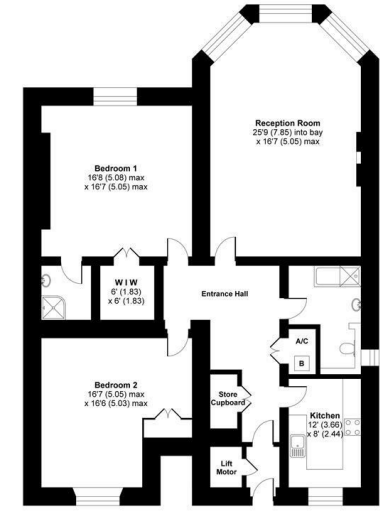 Reception Room
25'9 (7.85) into bay
x 16'7 (5.05) max
Bedroom 1
16'8 (5.08) max
x 16'7 (5.05) max
W I W
6' (1.83)
x 6' (1.83)
Entrance Hall
A/C
B
Bedroom 2
16'7 (5.05) max
x 16'6 (5.03) max
Store
Cupboard
Kitchen
12' (3.66)
x 8' (2.44)
Lift
Motor